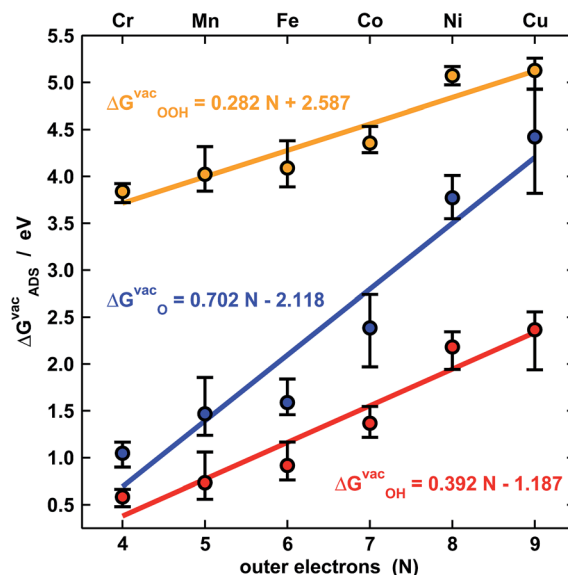 Cr Mn Fe Co Ni Cu
5.5
5.0
4.5
4.0
3.5
3.0
2.5
2.0
1.5
1.0
0.5
ΔG^vac_ADS / eV
ΔG^vac_OOH = 0.282 N + 2.587
ΔG^vac_O = 0.702 N - 2.118
ΔG^vac_OH = 0.392 N - 1.187
4 5 6 7 8 9
outer electrons (N)